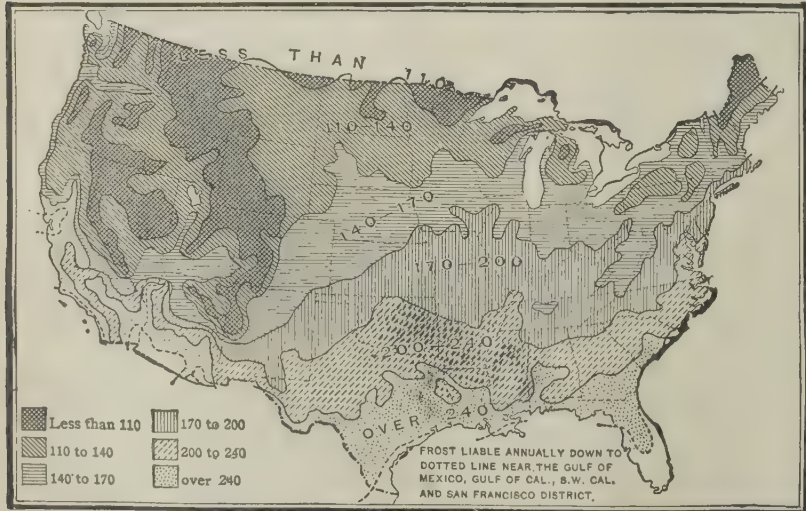 LESS THAN 110
110-140
140-170
170-200
200-240
OVER 240
Less than 110
110 to 140
140 to 170
170 to 200
200 to 240
over 240
FROST LIABLE ANNUALLY DOWN TO
DOTTED LINE NEAR THE GULF OF
MEXICO, GULF OF CAL., S.W. CAL.
AND SAN FRANCISCO DISTRICT.